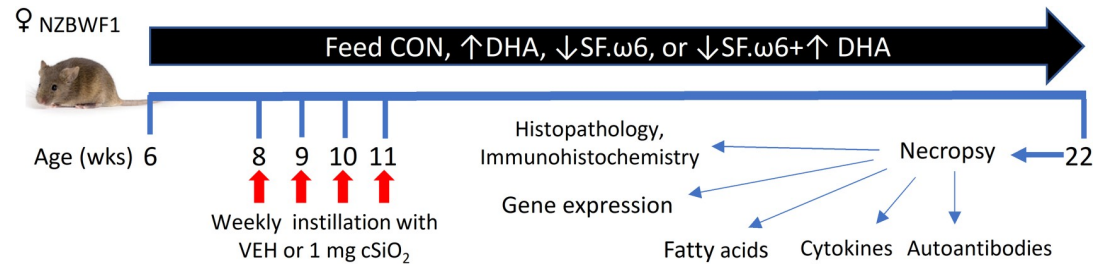 ♀ NZBWF1
Feed CON, ↑DHA, ↓SF.ω6, or ↓SF.ω6+↑ DHA
Age (wks) 6 8 9 10 11 22
Weekly instillation with
VEH or 1 mg cSiO₂
Histopathology,
Immunohistochemistry
Necropsy
Gene expression
Fatty acids
Cytokines
Autoantibodies